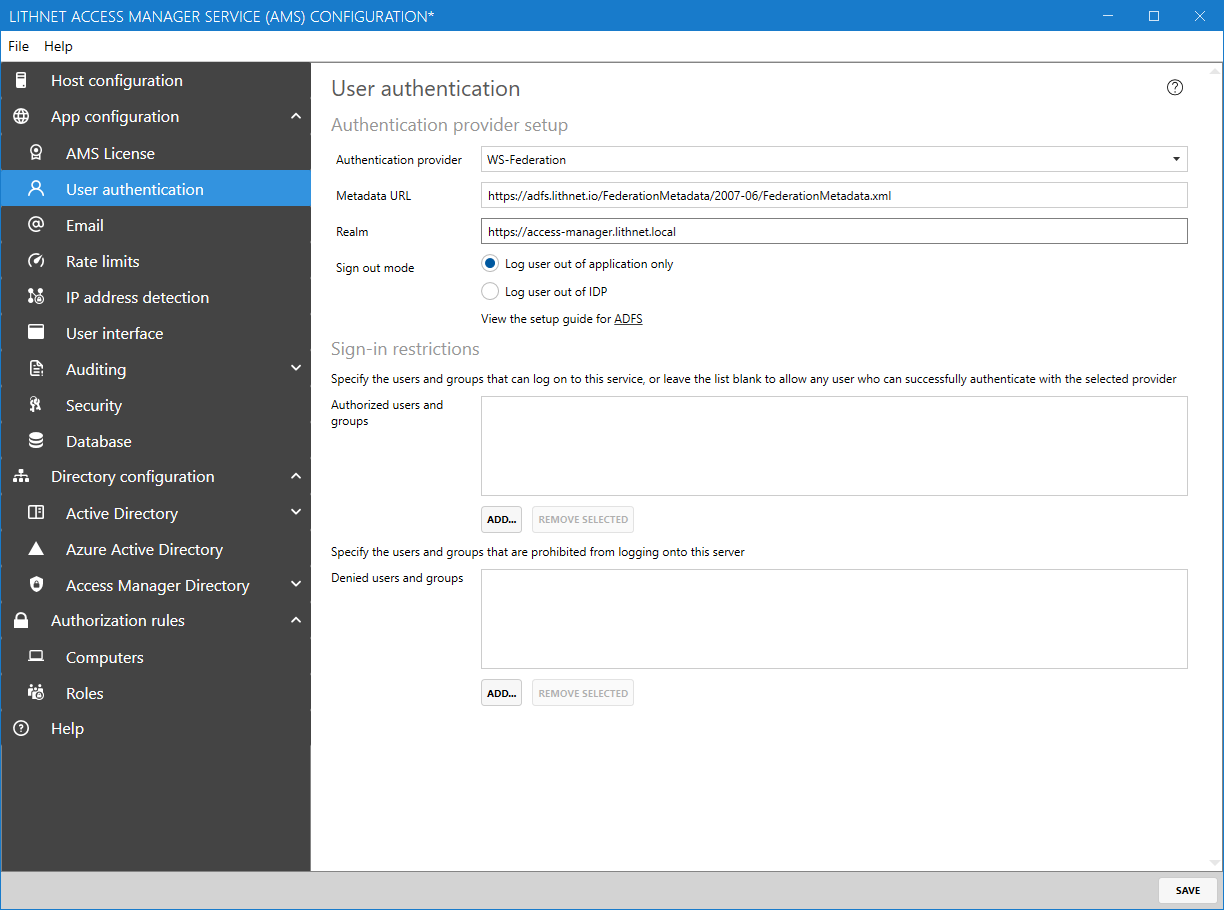 LITHNET ACCESS MANAGER SERVICE (AMS) CONFIGURATION*
File Help
Host configuration
App configuration
AMS License
User authentication
Email
Rate limits
IP address detection
User interface
Auditing
Security
Database
Directory configuration
Active Directory
Azure Active Directory
Access Manager Directory
Authorization rules
Computers
Roles
Help
User authentication
Authentication provider setup
Authentication provider WS-Federation
Metadata URL https://adfs.lithnet.io/FederationMetadata/2007-06/FederationMetadata.xml
Realm https://access-manager.lithnet.local
Sign out mode Log user out of application only
Log user out of IDP
View the setup guide for ADFS
Sign-in restrictions
Specify the users and groups that can log on to this service, or leave the list blank to allow any user who can successfully authenticate with the selected provider
Authorized users and
groups
ADD... REMOVE SELECTED
Specify the users and groups that are prohibited from logging onto this server
Denied users and groups
ADD... REMOVE SELECTED
SAVE